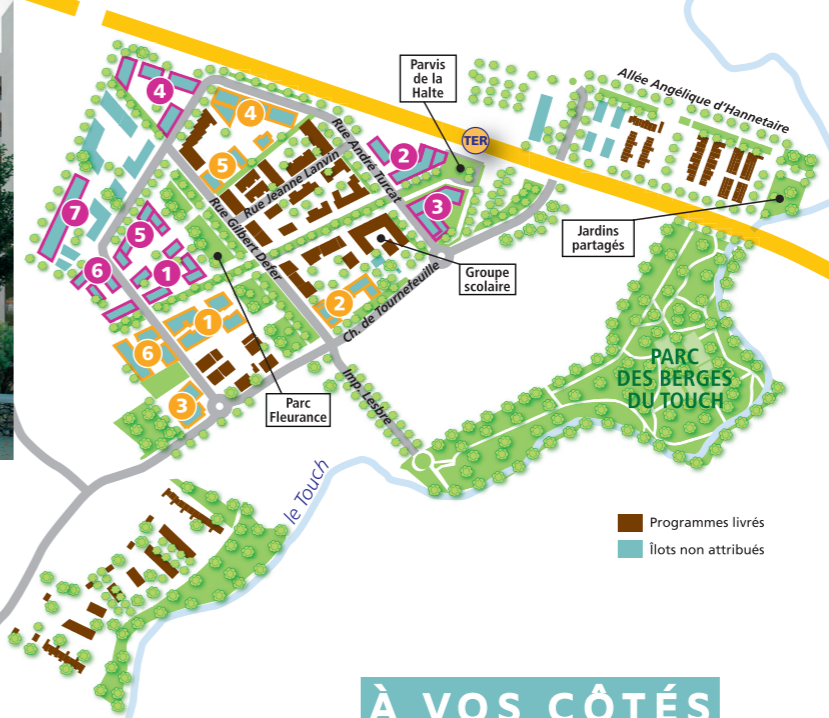 Parvis
de la
Halte
Allée Angélique d'Hannetaire
TER
4
4
Rue André Turcat
2
5
Rue Jeanne Lanvin
7
3
Rue Gilbert Defer
5
Jardins
partagés
6
1
Groupe
scolaire
2
1
Ch. de Tournefeuille
6
PARC
DES BERGES
DU TOUCH
3
Parc
Fleurance
Imp. Lesbre
le Touch
Programmes livrés
Îlots non attribués
À VOS CÔTÉS